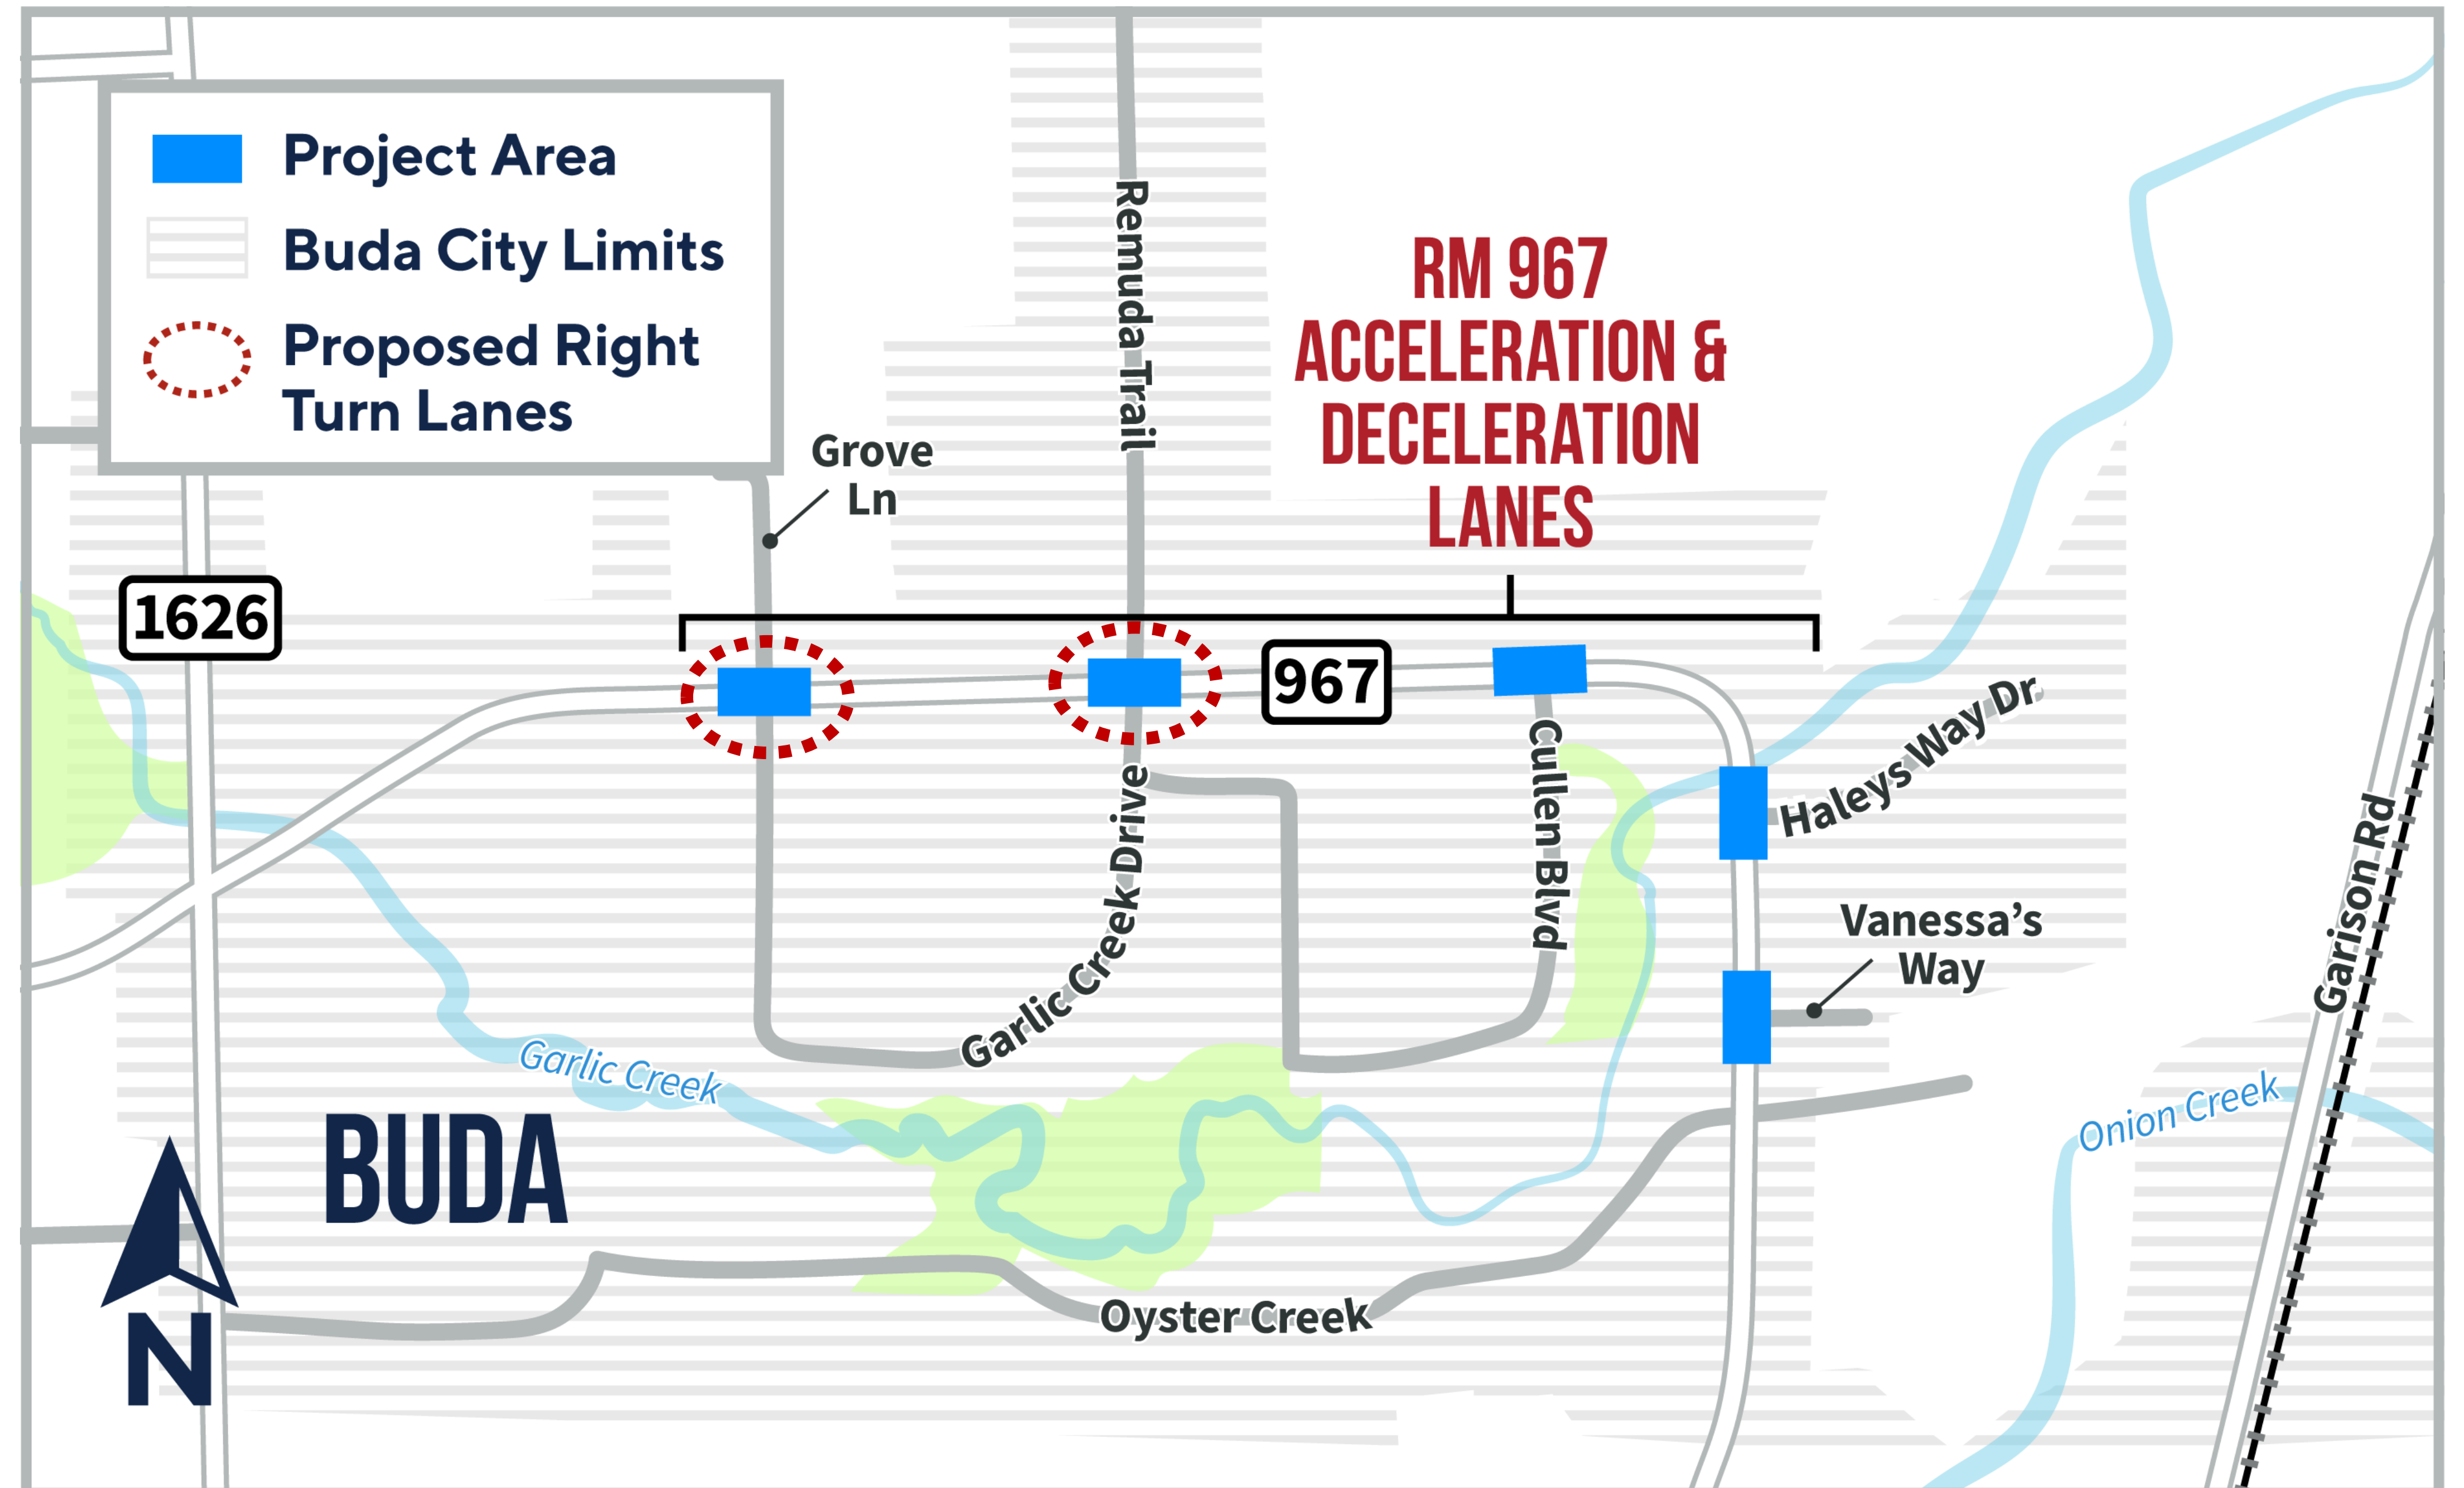 Project Area
Buda City Limits
Proposed Right
Turn Lanes
Remuda Trail
RM 967
ACCELERATION &
DECELERATION
LANES
Grove
Ln
1626
967
Haleys Way Dr.
Cullen Blvd
Garlic Creek Drive
Garison Rd
Vanessa's
Way
Garlic Creek
Onion Creek
BUDA
Oyster Creek
N